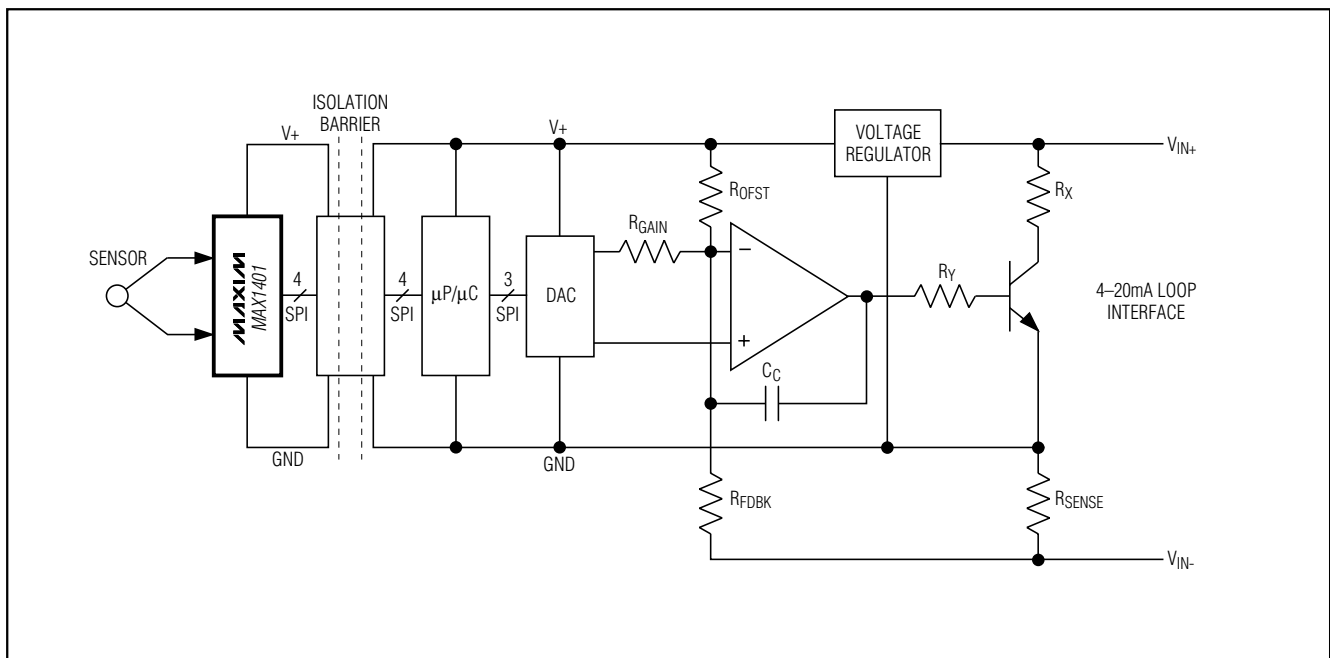 ISOLATION
BARRIER
V+
V+
VOLTAGE
REGULATOR
VIN+
ROFST
RX
RGAIN
SENSOR
MAXIM
MAX1401
4
SPI
4
SPI
µP/µC
3
SPI
DAC
−
+
RY
4–20mA LOOP
INTERFACE
CC
GND
GND
RFDBK
RSENSE
VIN-